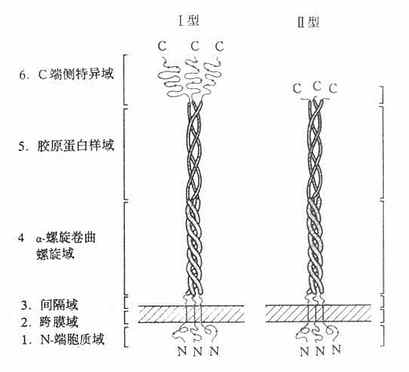 Ⅰ型 Ⅱ型
C C C
6. C端侧特异域
C C C
5. 胶原蛋白样域
4 α-螺旋卷曲
螺旋域
3. 间隔域
2. 跨膜域
1. N-端胞质域
N N N N N N